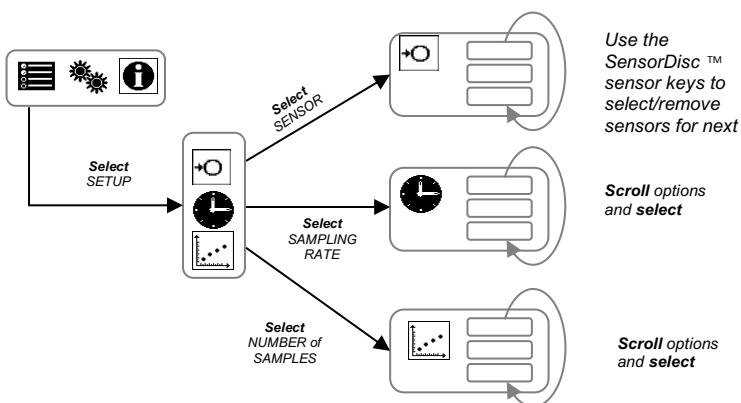 Select
SETUP
Select
SENSOR
Use the
SensorDisc ™
sensor keys to
select/remove
sensors for next
Select
SAMPLING
RATE
Scroll options
and select
Select
NUMBER of
SAMPLES
Scroll options
and select